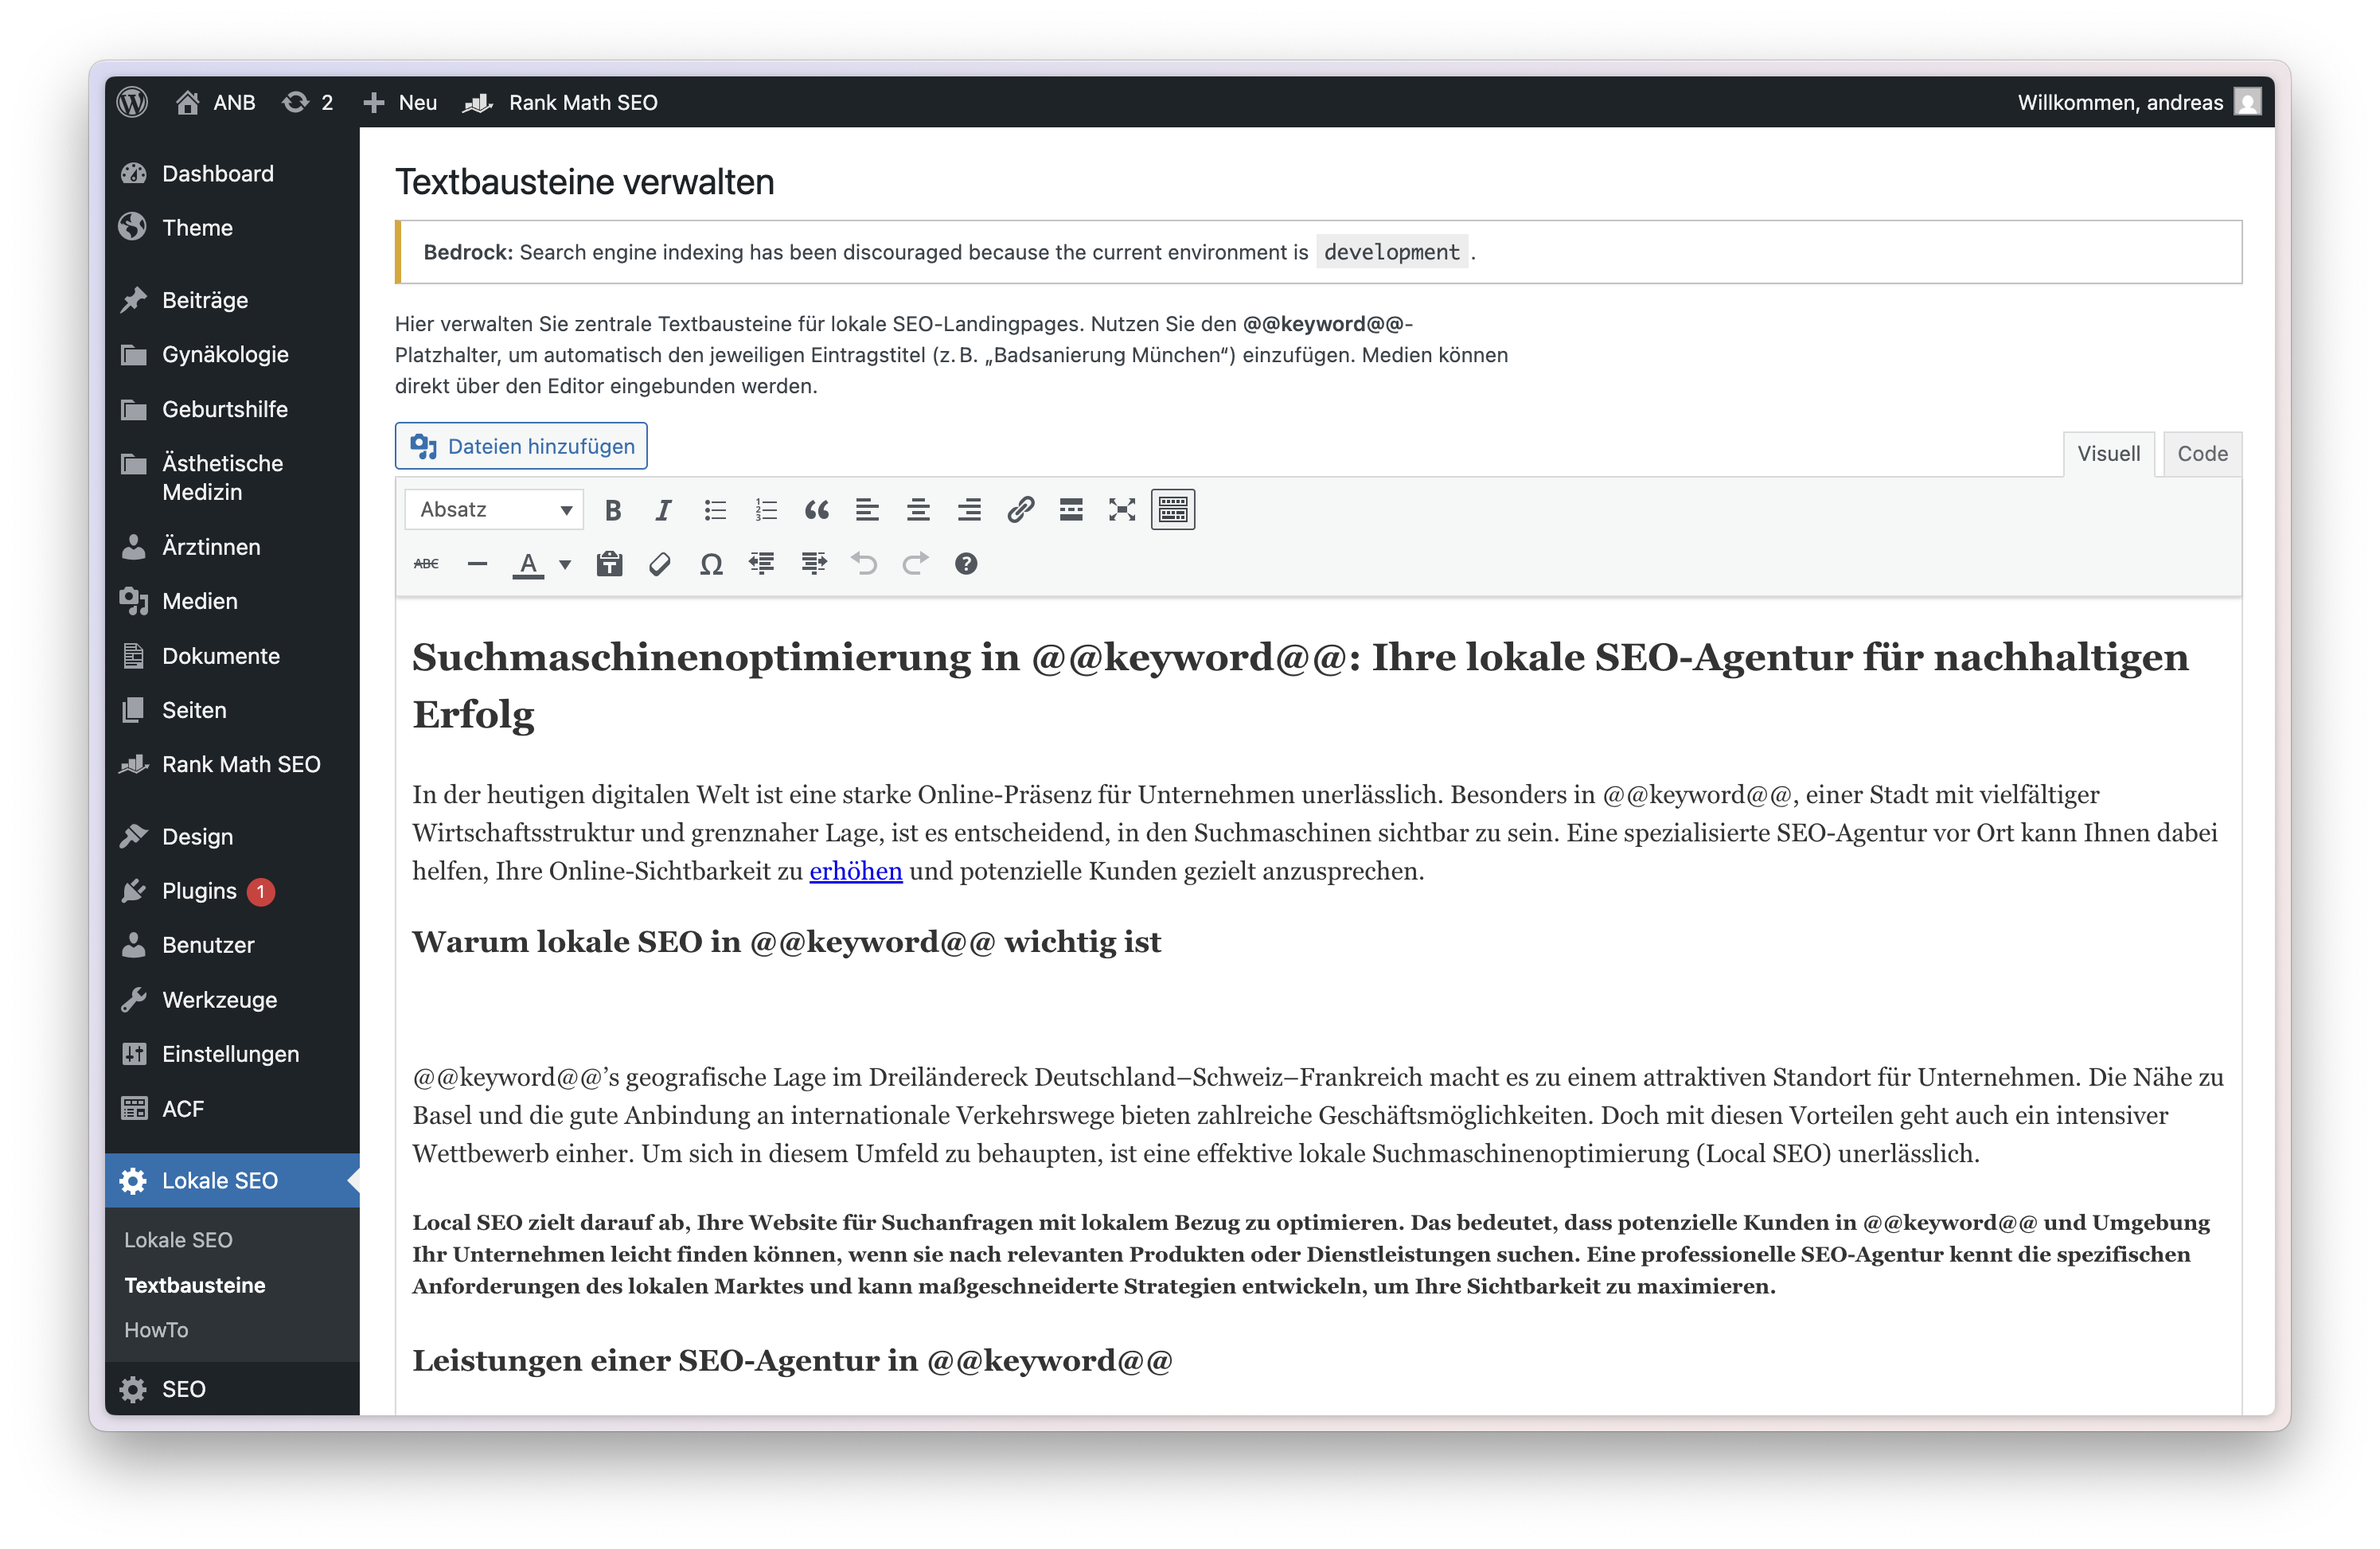 ANB 2 Neu Rank Math SEO Willkommen, andreas
Dashboard
Theme
Beiträge
Gynäkologie
Geburtshilfe
Ästhetische
Medizin
Ärztinnen
Medien
Dokumente
Seiten
Rank Math SEO
Design
Plugins 1
Benutzer
Werkzeuge
Einstellungen
ACF
Lokale SEO
Lokale SEO
Textbausteine
HowTo
SEO
Textbausteine verwalten
Bedrock: Search engine indexing has been discouraged because the current environment is development .
Hier verwalten Sie zentrale Textbausteine für lokale SEO-Landingpages. Nutzen Sie den @@keyword@@-
Platzhalter, um automatisch den jeweiligen Eintragstitel (z. B. „Badsanierung München“) einzufügen. Medien können
direkt über den Editor eingebunden werden.
Dateien hinzufügen
Visuell Code
Absatz
Suchmaschinenoptimierung in @@keyword@@: Ihre lokale SEO-Agentur für nachhaltigen
Erfolg
In der heutigen digitalen Welt ist eine starke Online-Präsenz für Unternehmen unerlässlich. Besonders in @@keyword@@, einer Stadt mit vielfältiger
Wirtschaftsstruktur und grenznaher Lage, ist es entscheidend, in den Suchmaschinen sichtbar zu sein. Eine spezialisierte SEO-Agentur vor Ort kann Ihnen dabei
helfen, Ihre Online-Sichtbarkeit zu erhöhen und potenzielle Kunden gezielt anzusprechen.
Warum lokale SEO in @@keyword@@ wichtig ist
@@keyword@@’s geografische Lage im Dreiländereck Deutschland–Schweiz–Frankreich macht es zu einem attraktiven Standort für Unternehmen. Die Nähe zu
Basel und die gute Anbindung an internationale Verkehrswege bieten zahlreiche Geschäftsmöglichkeiten. Doch mit diesen Vorteilen geht auch ein intensiver
Wettbewerb einher. Um sich in diesem Umfeld zu behaupten, ist eine effektive lokale Suchmaschinenoptimierung (Local SEO) unerlässlich.
Local SEO zielt darauf ab, Ihre Website für Suchanfragen mit lokalem Bezug zu optimieren. Das bedeutet, dass potenzielle Kunden in @@keyword@@ und Umgebung
Ihr Unternehmen leicht finden können, wenn sie nach relevanten Produkten oder Dienstleistungen suchen. Eine professionelle SEO-Agentur kennt die spezifischen
Anforderungen des lokalen Marktes und kann maßgeschneiderte Strategien entwickeln, um Ihre Sichtbarkeit zu maximieren.
Leistungen einer SEO-Agentur in @@keyword@@